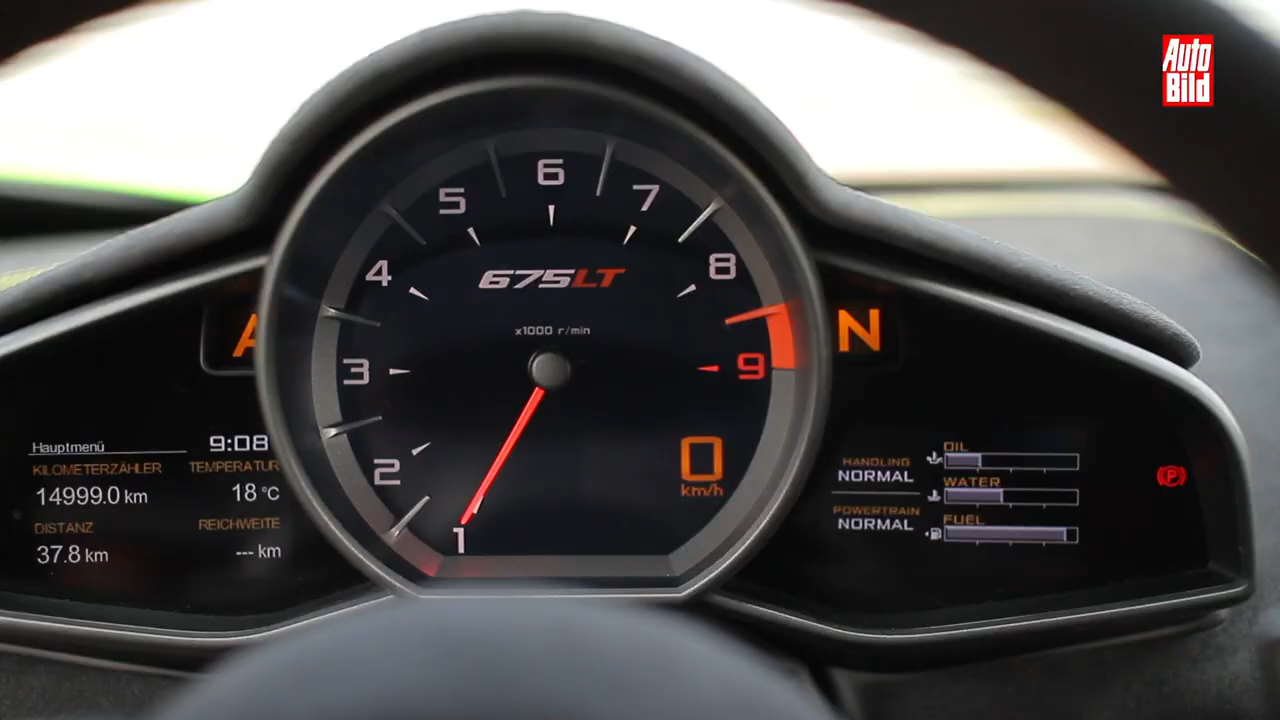 Auto
Bild
5
6
7
4
8
675LT
x1000 r/min
A
N
3
9
2
1
0
km/h
Hauptmenü 9:08
KILOMETERZÄHLER TEMPERATUR
14999.0 km 18 °C
DISTANZ REICHWEITE
37.8 km --- km
HANDLING
NORMAL
POWERTRAIN
NORMAL
OIL
WATER
FUEL
P